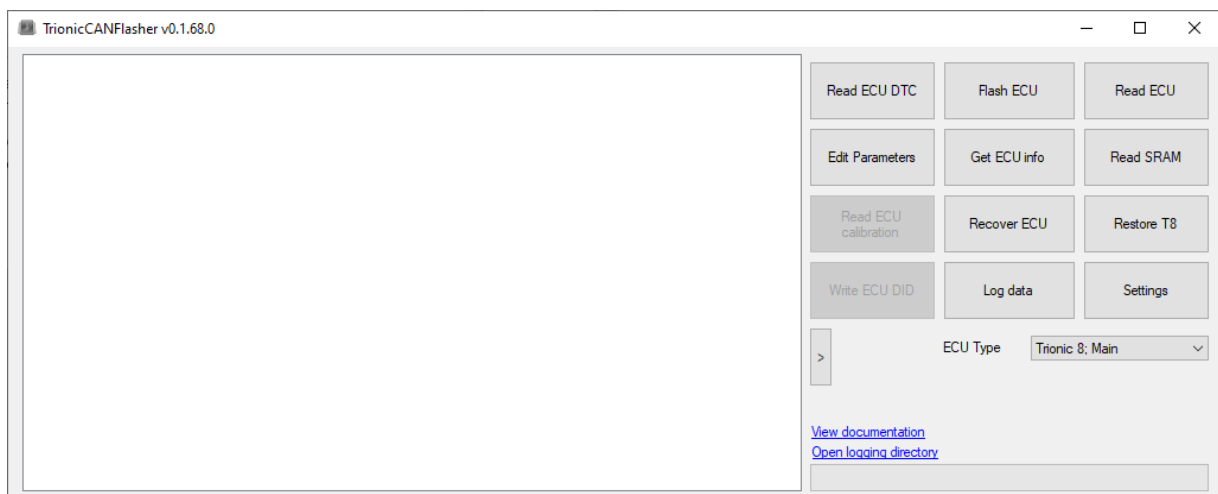 TrionicCANFlasher v0.1.68.0
Read ECU DTC
Flash ECU
Read ECU
Edit Parameters
Get ECU info
Read SRAM
Read ECU
calibration
Recover ECU
Restore T8
Write ECU DID
Log data
Settings
>
ECU Type
Trionic 8; Main
View documentation
Open logging directory